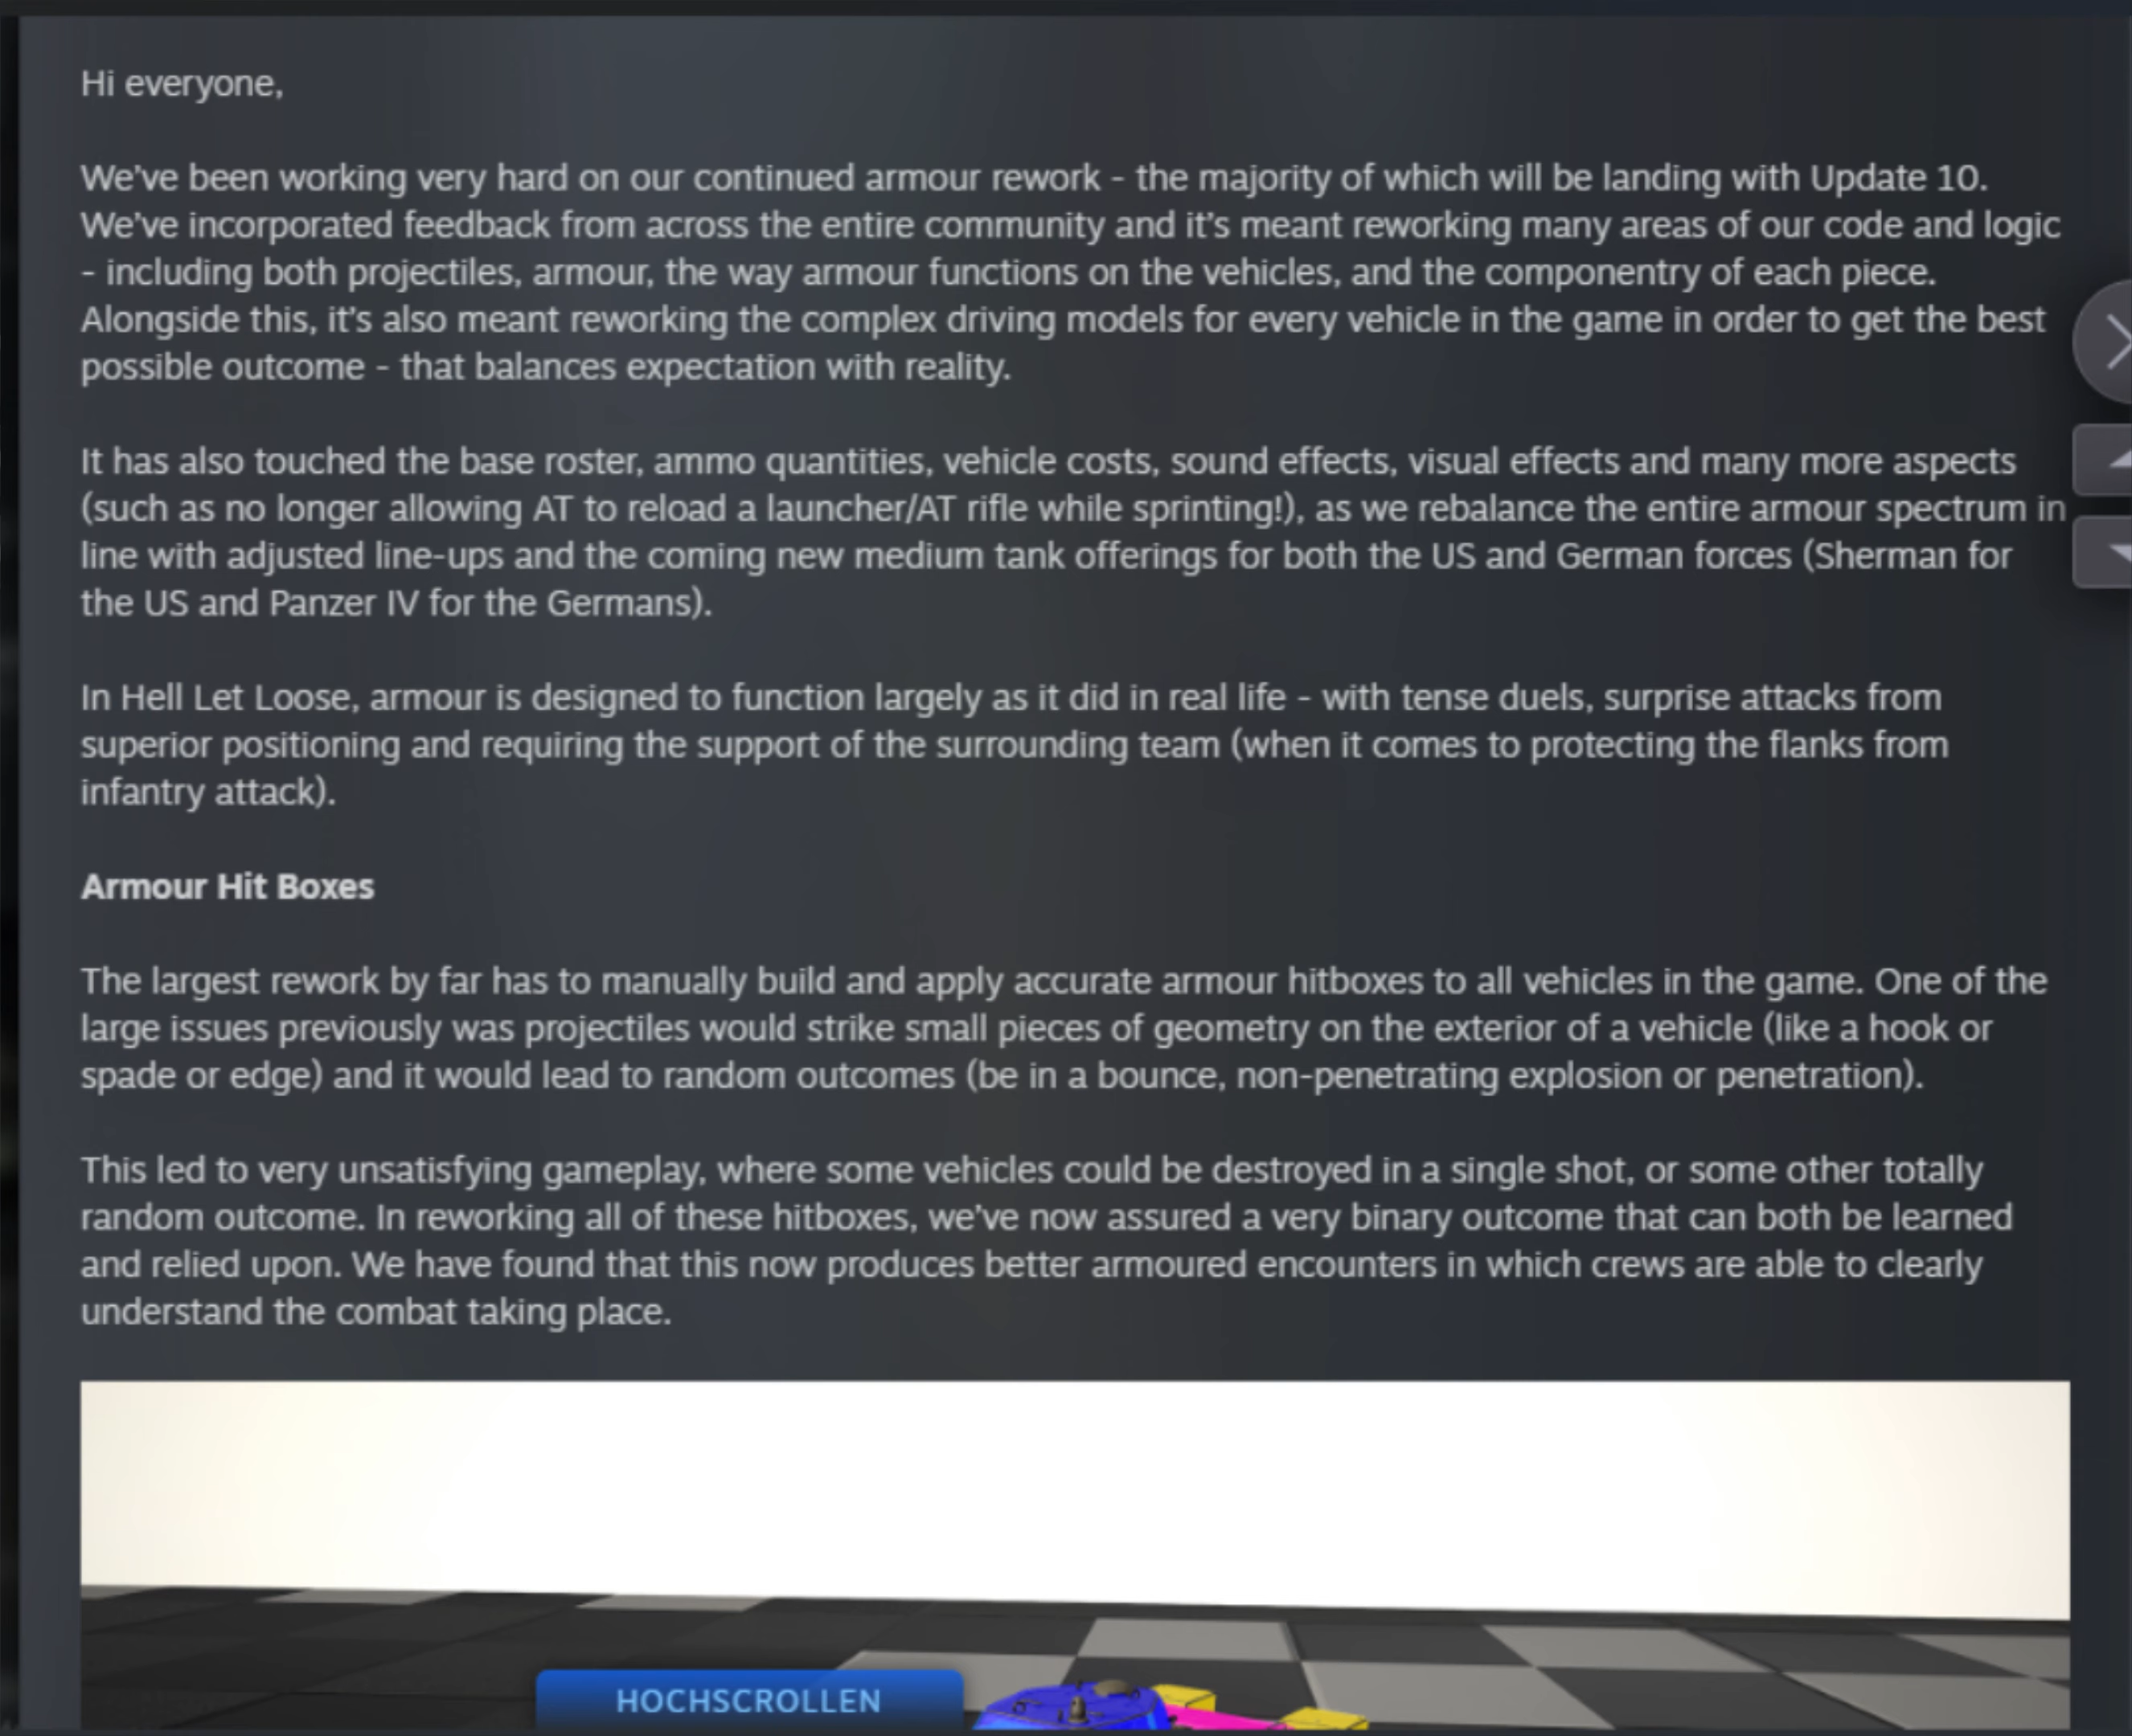 Hi everyone,
We've been working very hard on our continued armour rework - the majority of which will be landing with Update 10.
We've incorporated feedback from across the entire community and it's meant reworking many areas of our code and logic
- including both projectiles, armour, the way armour functions on the vehicles, and the componentry of each piece.
Alongside this, it's also meant reworking the complex driving models for every vehicle in the game in order to get the best
possible outcome - that balances expectation with reality.
It has also touched the base roster, ammo quantities, vehicle costs, sound effects, visual effects and many more aspects
(such as no longer allowing AT to reload a launcher/AT rifle while sprinting!), as we rebalance the entire armour spectrum in
line with adjusted line-ups and the coming new medium tank offerings for both the US and German forces (Sherman for
the US and Panzer IV for the Germans).
In Hell Let Loose, armour is designed to function largely as it did in real life - with tense duels, surprise attacks from
superior positioning and requiring the support of the surrounding team (when it comes to protecting the flanks from
infantry attack).
Armour Hit Boxes
The largest rework by far has to manually build and apply accurate armour hitboxes to all vehicles in the game. One of the
large issues previously was projectiles would strike small pieces of geometry on the exterior of a vehicle (like a hook or
spade or edge) and it would lead to random outcomes (be in a bounce, non-penetrating explosion or penetration).
This led to very unsatisfying gameplay, where some vehicles could be destroyed in a single shot, or some other totally
random outcome. In reworking all of these hitboxes, we've now assured a very binary outcome that can both be learned
and relied upon. We have found that this now produces better armoured encounters in which crews are able to clearly
understand the combat taking place.
HOCHSCROLLEN